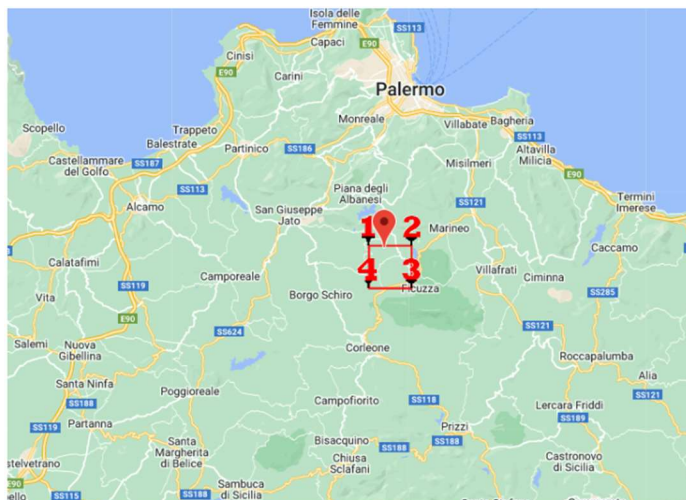 Isola delle
Femmine
SS113
Capaci
E90
Cinisi
E90
Carini
Palermo
Monreale
Villabate
Bagheria
Scopello
Trappeto
SS113
Balestrate
Partinico
SS186
Altavilla
Milicia
Castellammare
del Golfo
SS187
Misilmeri
E90
SS113
Piana degli
Albanesi
Termini
Imerese
Alcamo
San Giuseppe
Jato
SS121
1
2
Marineo
Caccamo
Calatafimi
4
3
Villafrati
Ciminna
Camporeale
SS119
Borgo Schiro
Ficuzza
SS285
Vita
E90
SS624
SS121
Salemi
Nuova
Gibellina
Corleone
Roccapalumba
Santa Ninfa
Alia
SS188
Poggioreale
SS118
SS121
Campofiorito
Lercara Friddi
SS119
Partanna
Prizzi
SS189
Santa
Margherita
di Belice
Bisacquino
SS188
SS188
Chiusa
Sclafani
Castronovo
di Sicilia
stelvetrano
E90
Sambuca
di Sicilia
SS115
SS188